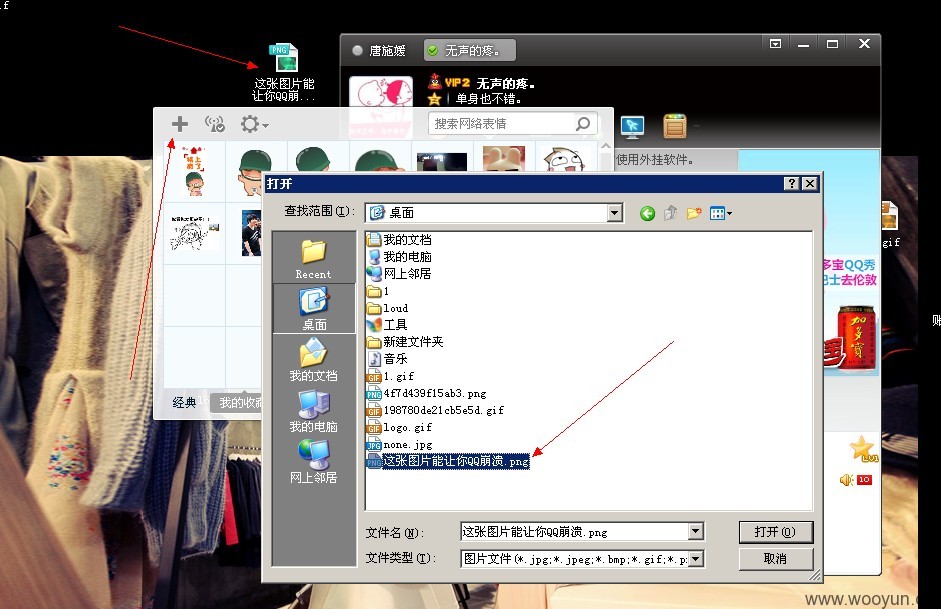 if
PNG
这张图片能
让你QQ崩...
唐施媛
无声的疼。
VIP2 无声的疼。
单身也不错。
搜索网络表情
使用外挂软件。
gif
多宝QQ秀
去伦敦
加多宝
LV1
10
经典
我的收藏
打开
查找范围(I):
桌面
Recent
桌面
我的文档
我的电脑
网上邻居
我的文档
我的电脑
网上邻居
1
loud
工具
新建文件夹
音乐
1.gif
4f7d439f15ab3.png
198780de21cb5e5d.gif
logo.gif
none.jpg
这张图片能让你QQ崩溃.png
文件名(N):
这张图片能让你QQ崩溃.png
打开(O)
文件类型(T):
图片文件(*.jpg;*.jpeg;*.bmp;*.gif;*.p
取消
www.wooyun.